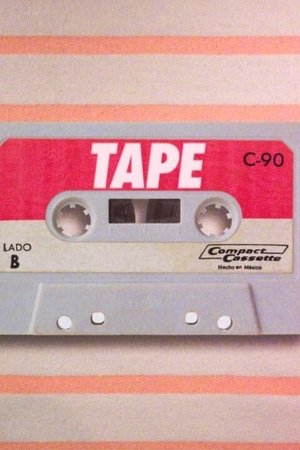 TAPE
C-90
LADO
B
Compact
Cassette
Hecho en México